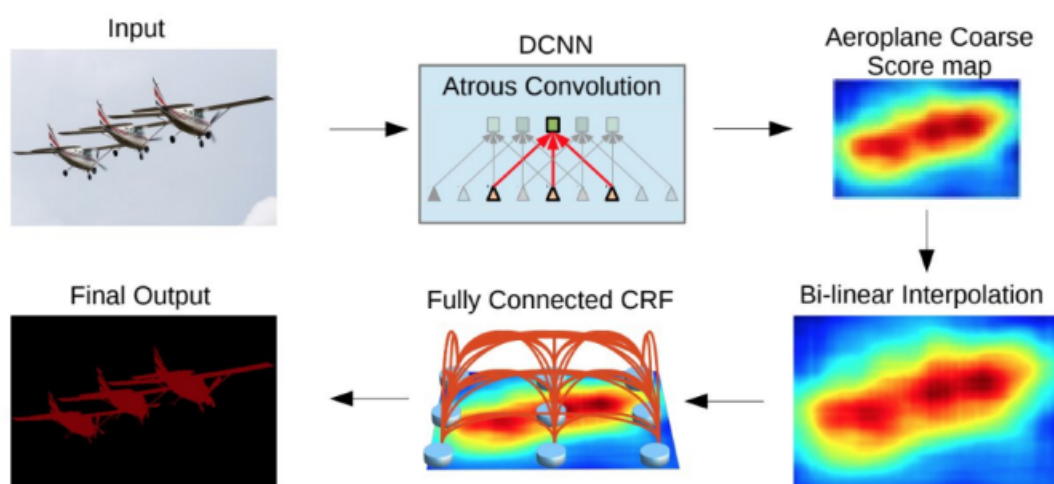 Input
DCNN
Atrous Convolution
Aeroplane Coarse
Score map
Final Output
Fully Connected CRF
Bi-linear Interpolation